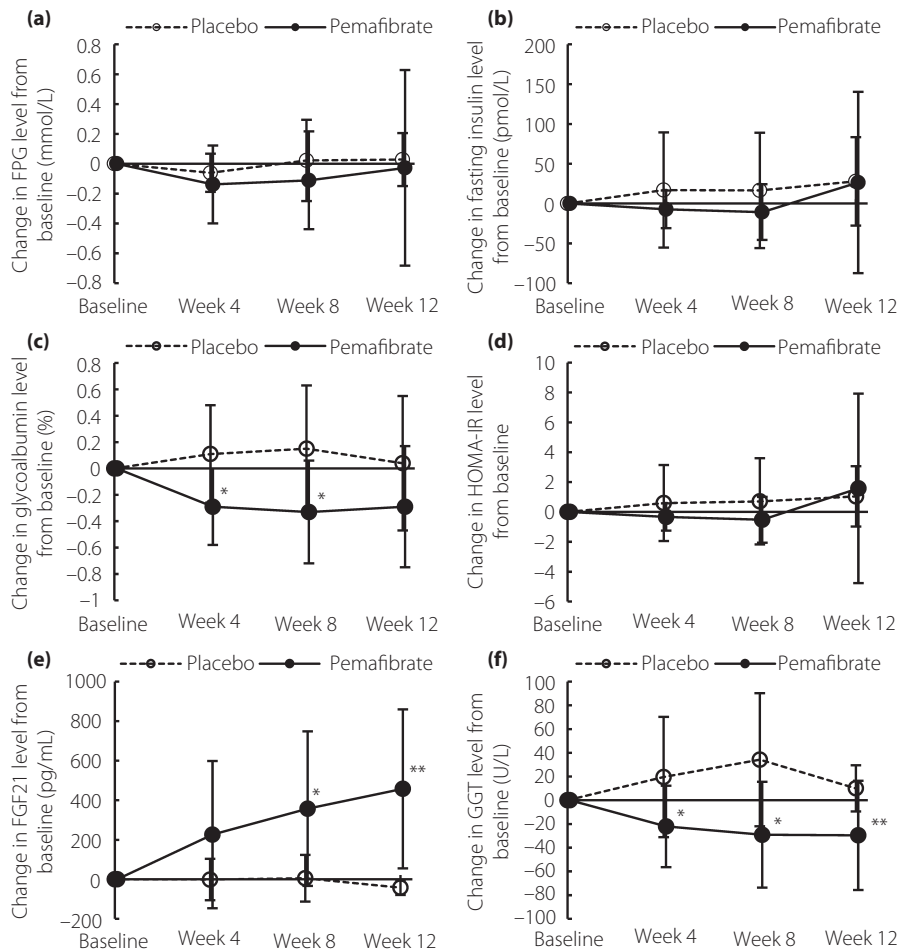 (a)
Placebo Pemafibrate
Change in FPG level from
baseline (mmol/L)
0.8
0.6
0.4
0.2
0
−0.2
−0.4
−0.6
−0.8
Baseline Week 4 Week 8 Week 12
(b)
Placebo Pemafibrate
Change in fasting insulin level
from baseline (pmol/L)
200
150
100
50
0
−50
−100
Baseline Week 4 Week 8 Week 12
(c)
Placebo Pemafibrate
Change in glycoalbumin level
from baseline (%)
0.8
0.6
0.4
0.2
0
−0.2
−0.4
−0.6
−0.8
−1
* *
Baseline Week 4 Week 8 Week 12
(d)
Placebo Pemafibrate
Change in HOMA-IR level
from baseline
10
8
6
4
2
0
−2
−4
−6
Baseline Week 4 Week 8 Week 12
(e)
Placebo Pemafibrate
Change in FGF21 level from
baseline (pg/mL)
1000
800
600
400
200
0
−200
* **
Baseline Week 4 Week 8 Week 12
(f)
Placebo Pemafibrate
Change in GGT level from
baseline (U/L)
100
80
60
40
20
0
−20
−40
−60
−80
−100
* * **
Baseline Week 4 Week 8 Week 12